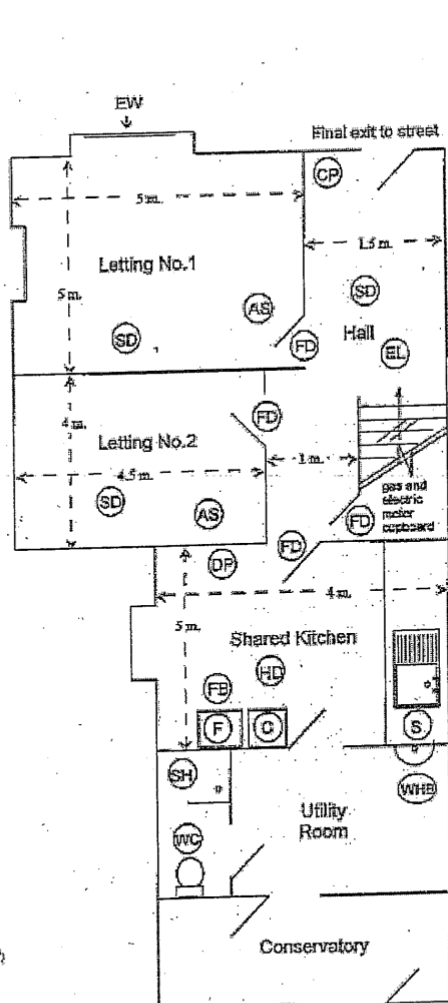 EW
Final exit to street
CP
5m.
1.5m.
Letting No.1
SD
5m.
AS
Hall
SD
FD
EL
4m.
FD
Letting No.2
1m.
4.5m.
gas and
electric
meter
cupboard
SD
AS
FD
FD
DP
4m.
5m.
Shared Kitchen
HD
FB
F
C
S
SH
WHB
Utility
Room
WC
Conservatory